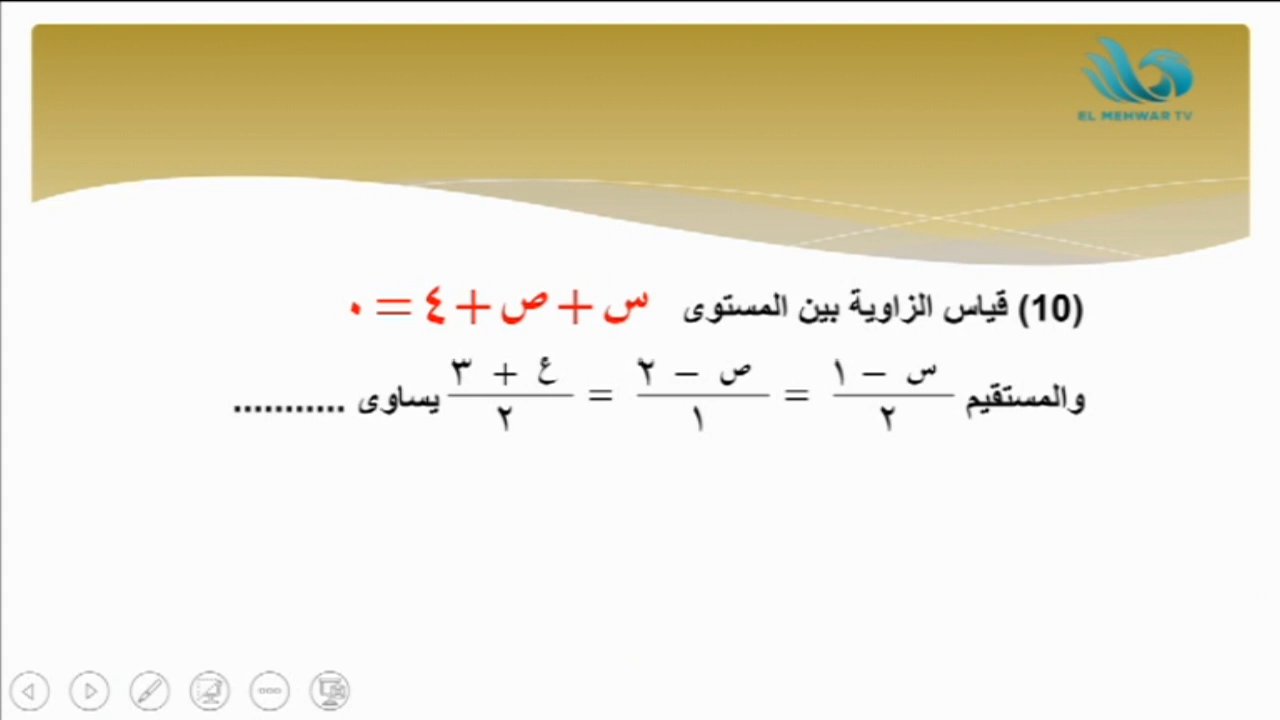 EL MEHWAR TV
(10) قياس الزاوية بين المستوى س + ص + ٤ = ٠
والمستقيم (س − ١)/٢ = (ص − ٢)/١ = (ع + ٣)/٢ يساوى ...........